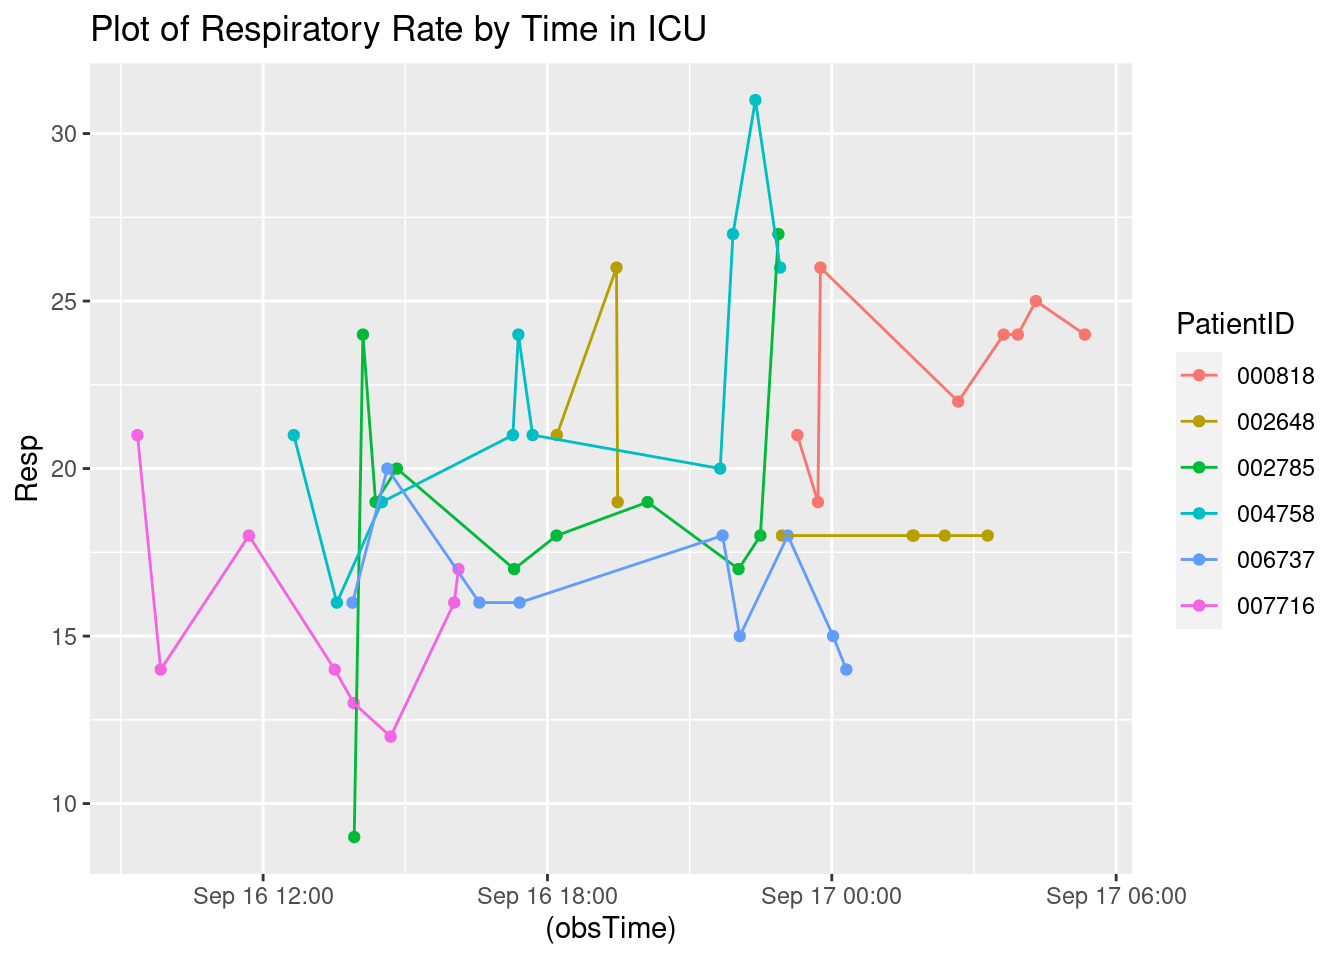 Plot of Respiratory Rate by Time in ICU
30
25
20
15
10
Resp
Sep 16 12:00
Sep 16 18:00
Sep 17 00:00
Sep 17 06:00
(obsTime)
PatientID
000818
002648
002785
004758
006737
007716